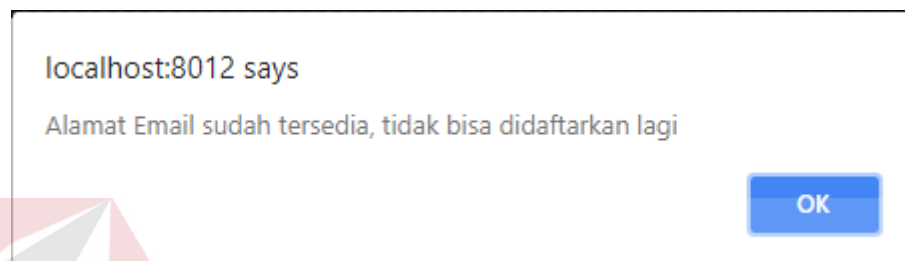 localhost:8012 says
Alamat Email sudah tersedia, tidak bisa didaftarkan lagi
OK